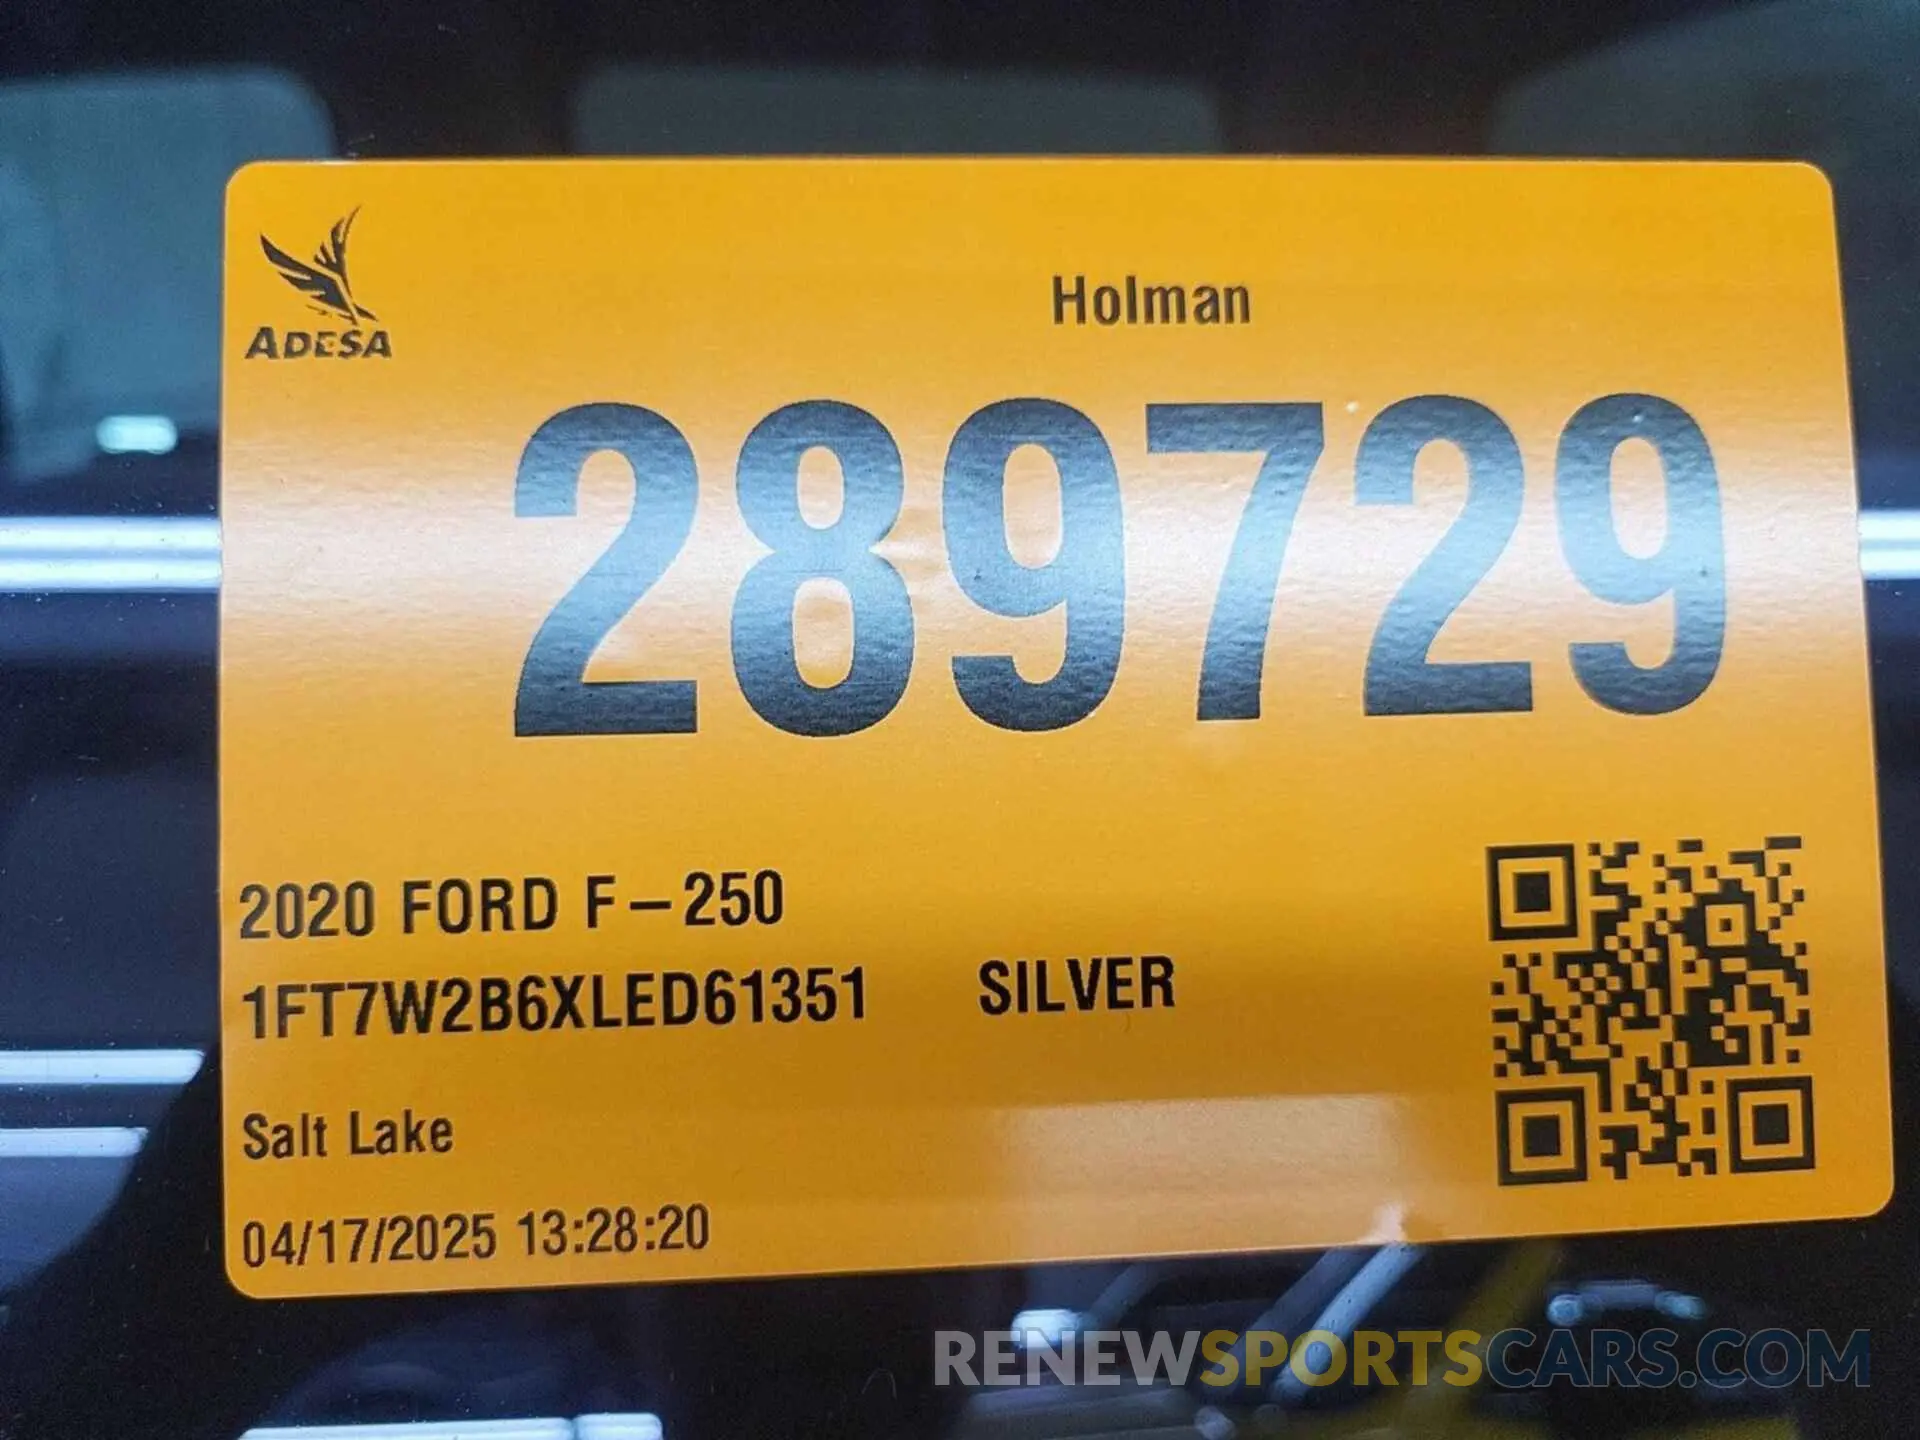 ADESA
Holman
289729
2020 FORD F-250
1FT7W2B6XLED61351 SILVER
Salt Lake
04/17/2025 13:28:20
RENEWSPORTSCARS.COM